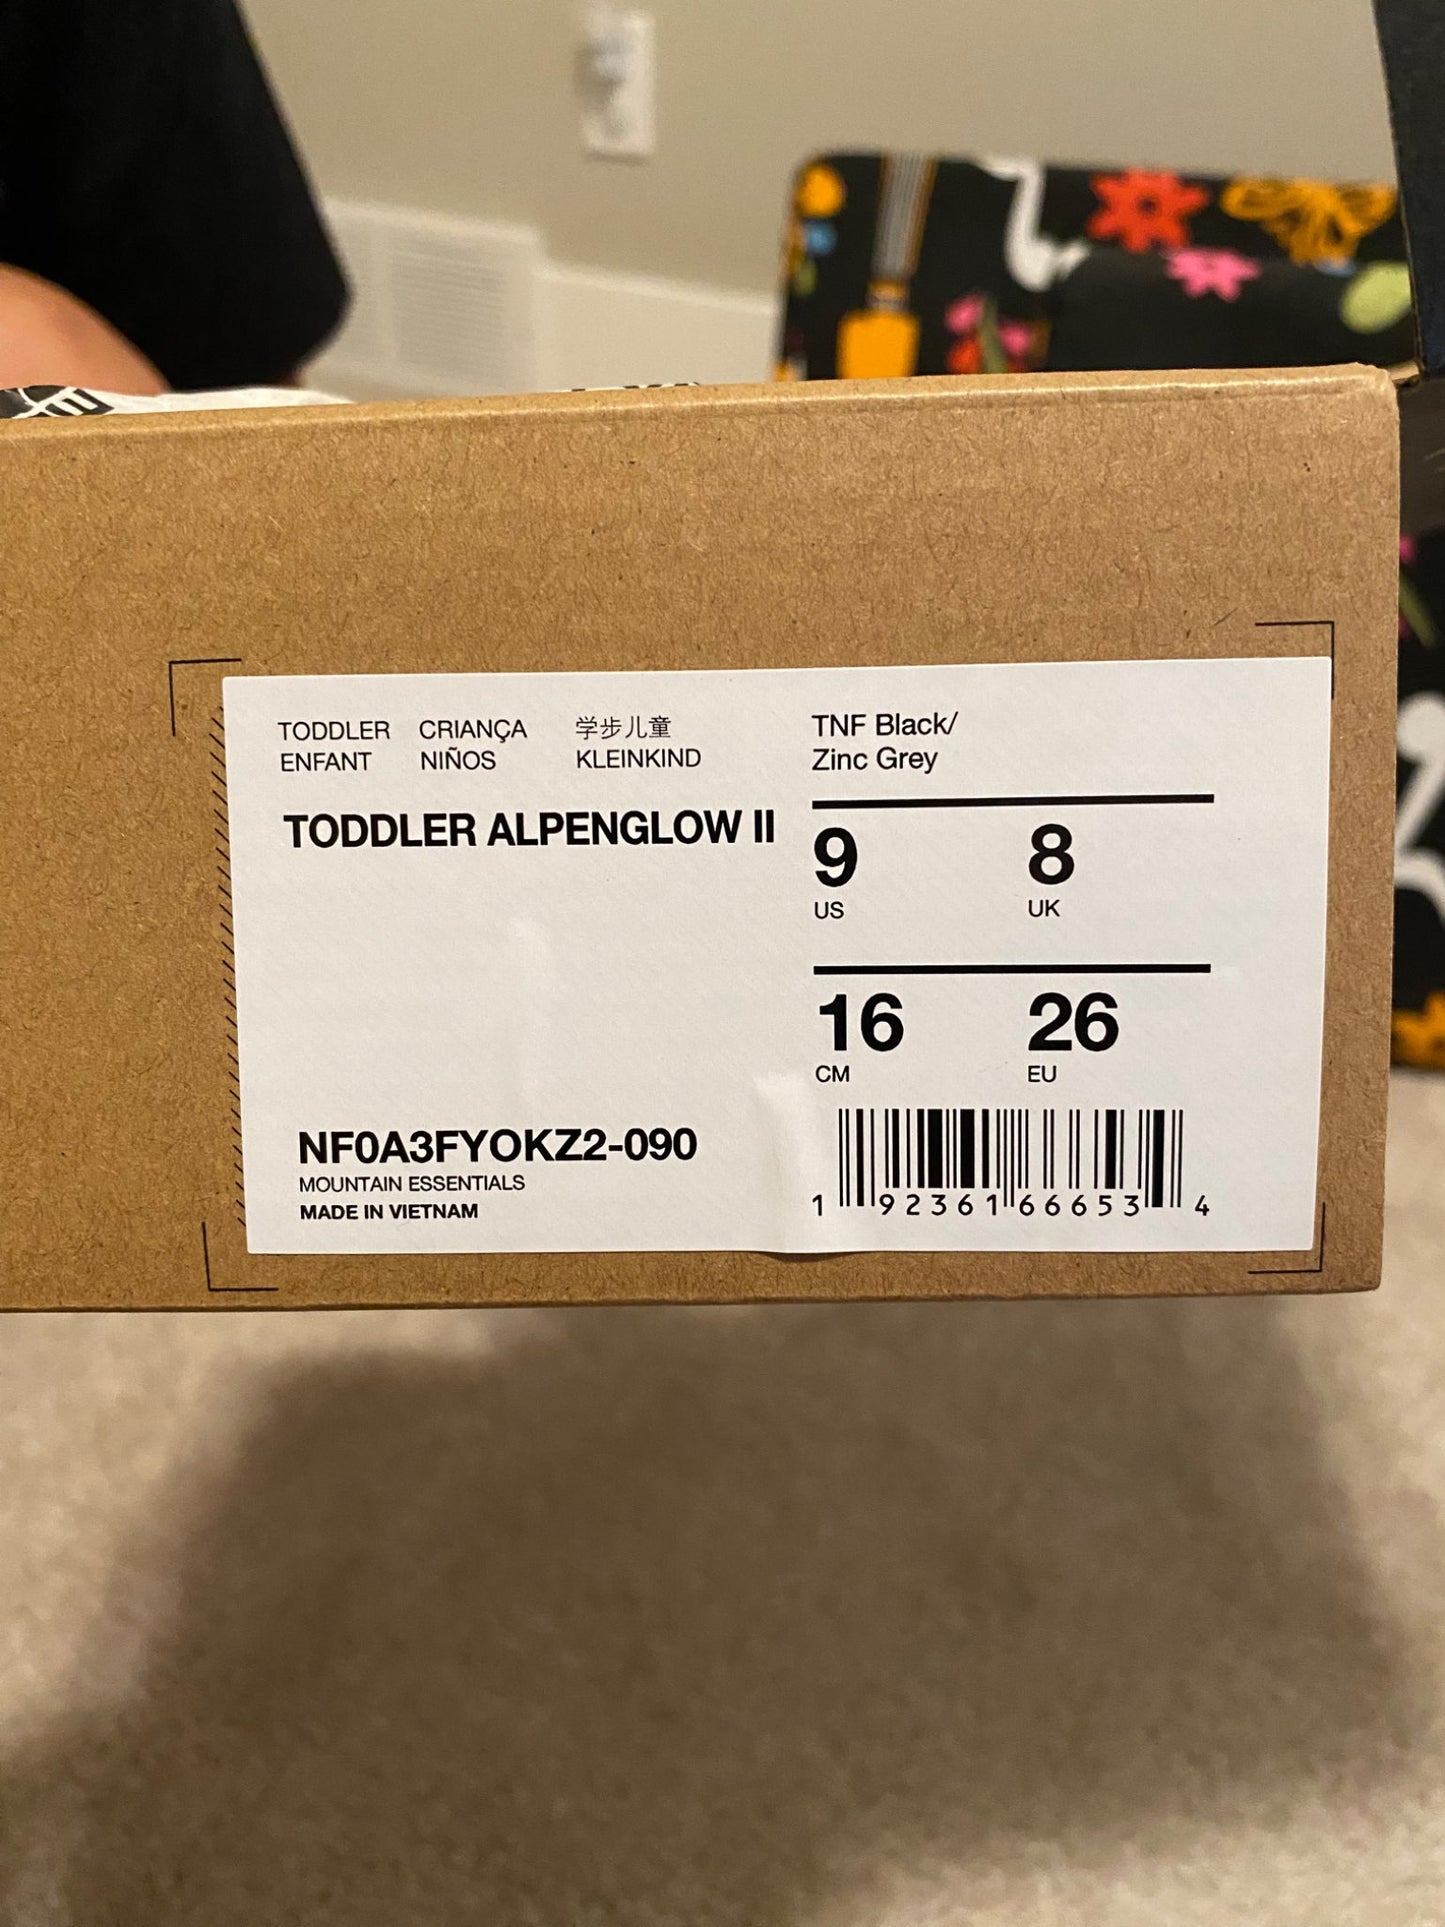 TODDLER CRIANÇA 学步儿童
ENFANT NIÑOS KLEINKIND
TODDLER ALPENGLOW II
TNF Black/
Zinc Grey
9 8
US UK
16 26
CM EU
NF0A3FYOKZ2-090
MOUNTAIN ESSENTIALS
MADE IN VIETNAM
1 92361 66653 4